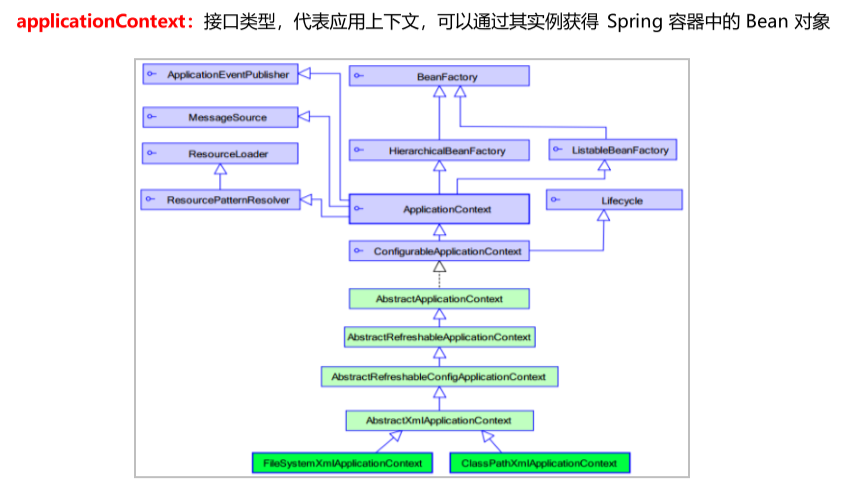 applicationContext：接口类型，代表应用上下文，可以通过其实例获得 Spring 容器中的 Bean 对象
ApplicationEventPublisher
BeanFactory
MessageSource
ResourceLoader
HierarchicalBeanFactory
ListableBeanFactory
ResourcePatternResolver
ApplicationContext
Lifecycle
ConfigurableApplicationContext
AbstractApplicationContext
AbstractRefreshableApplicationContext
AbstractRefreshableConfigApplicationContext
AbstractXmlApplicationContext
FileSystemXmlApplicationContext
ClassPathXmlApplicationContext